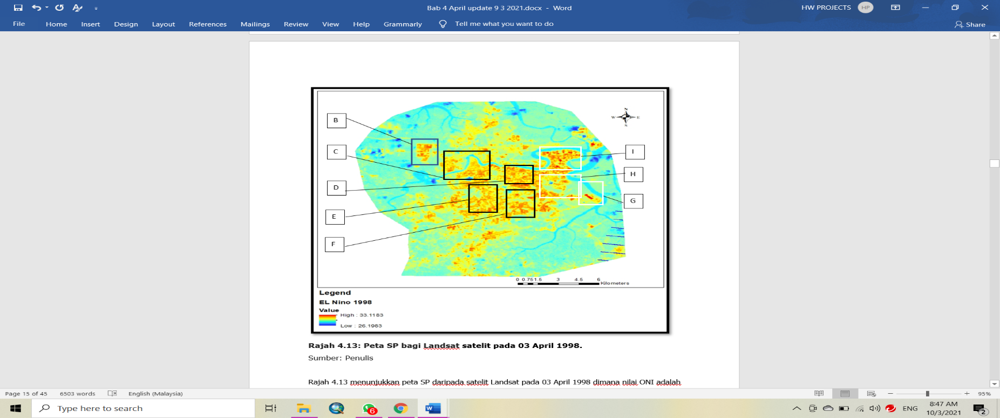 Bab 4 April update 9 3 2021.docx - Word
HW PROJECTS HP
File Home Insert Design Layout References Mailings Review View Help Grammarly Tell me what you want to do Share
N
W E
S
B
C
D
E
F
I
H
G
0 0.75 1.5 3 4.5 6
Kilometers
Legend
EL Nino 1998
Value
High : 33.1183
Low : 26.1983
Rajah 4.13: Peta SP bagi Landsat satelit pada 03 April 1998.
Sumber: Penulis
Rajah 4.13 menunjukkan peta SP daripada satelit Landsat pada 03 April 1998 dimana nilai ONI adalah
Page 15 of 45 6503 words English (Malaysia) 95%
Type here to search
6
ENG
8:47 AM
10/3/2021
2